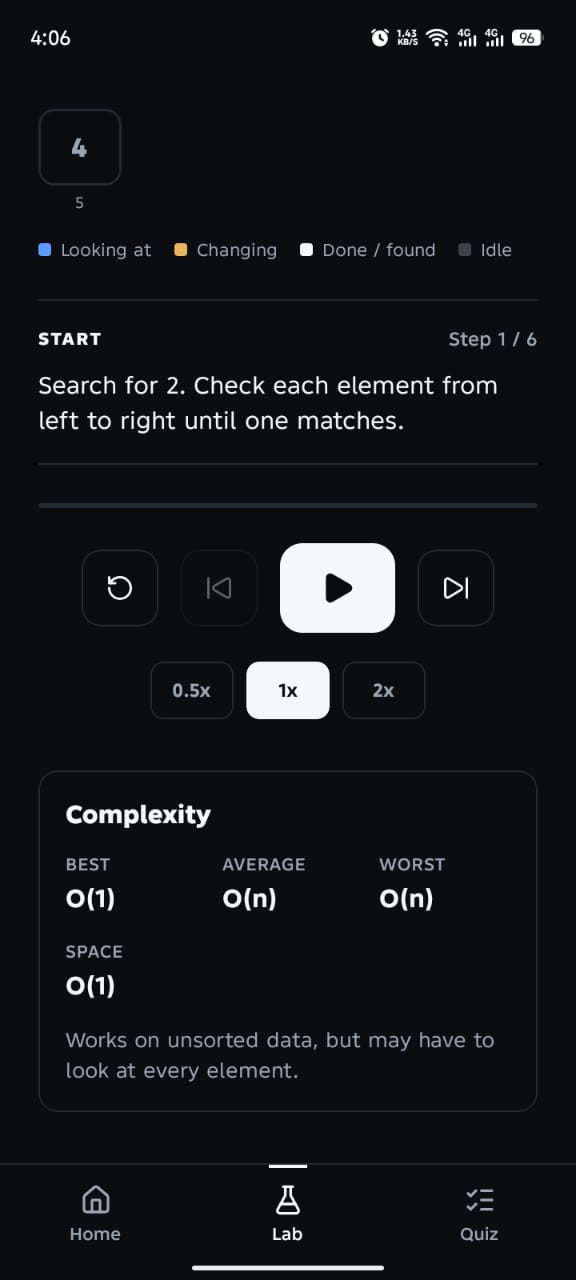 4:06
1.43
KB/S
4G
4G
96
4
5
Looking at
Changing
Done / found
Idle
START
Step 1 / 6
Search for 2. Check each element from
left to right until one matches.
0.5x
1x
2x
Complexity
BEST
AVERAGE
WORST
O(1)
O(n)
O(n)
SPACE
O(1)
Works on unsorted data, but may have to
look at every element.
Home
Lab
Quiz